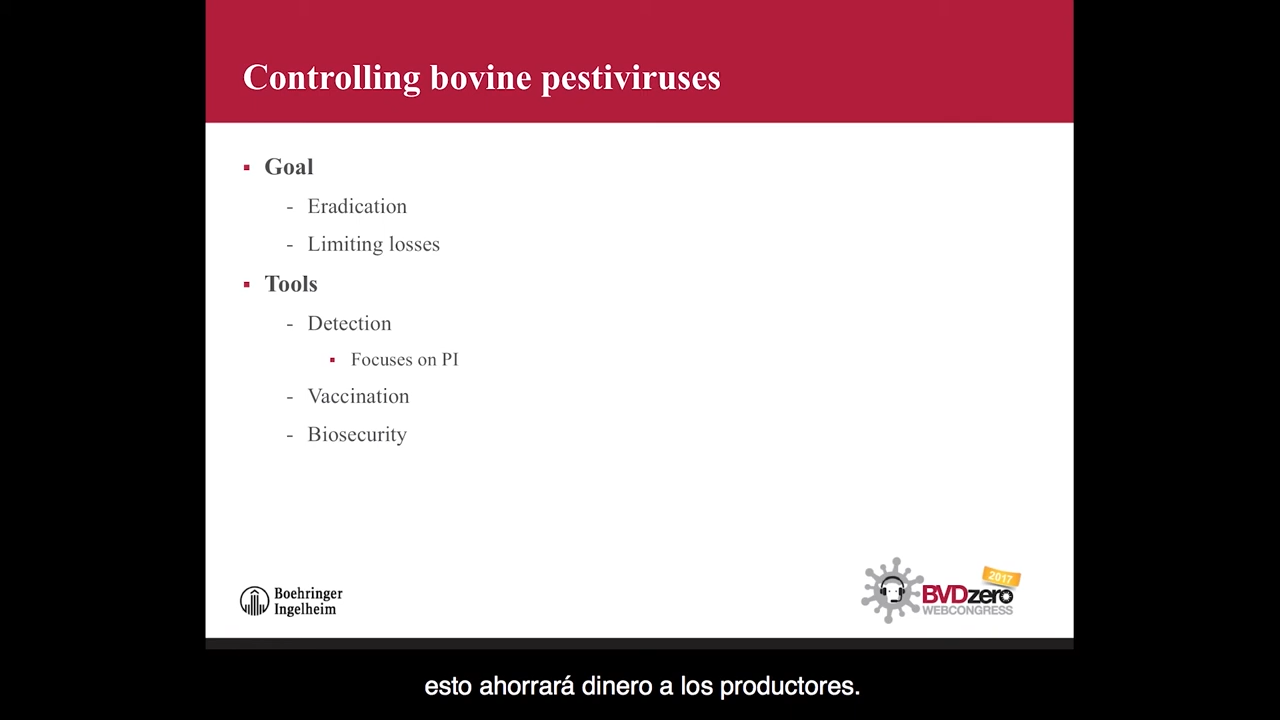 Controlling bovine pestiviruses
▪ Goal
- Eradication
- Limiting losses
▪ Tools
- Detection
▪ Focuses on PI
- Vaccination
- Biosecurity
Boehringer
Ingelheim
2017
BVDzero
WEBCONGRESS
esto ahorrará dinero a los productores.